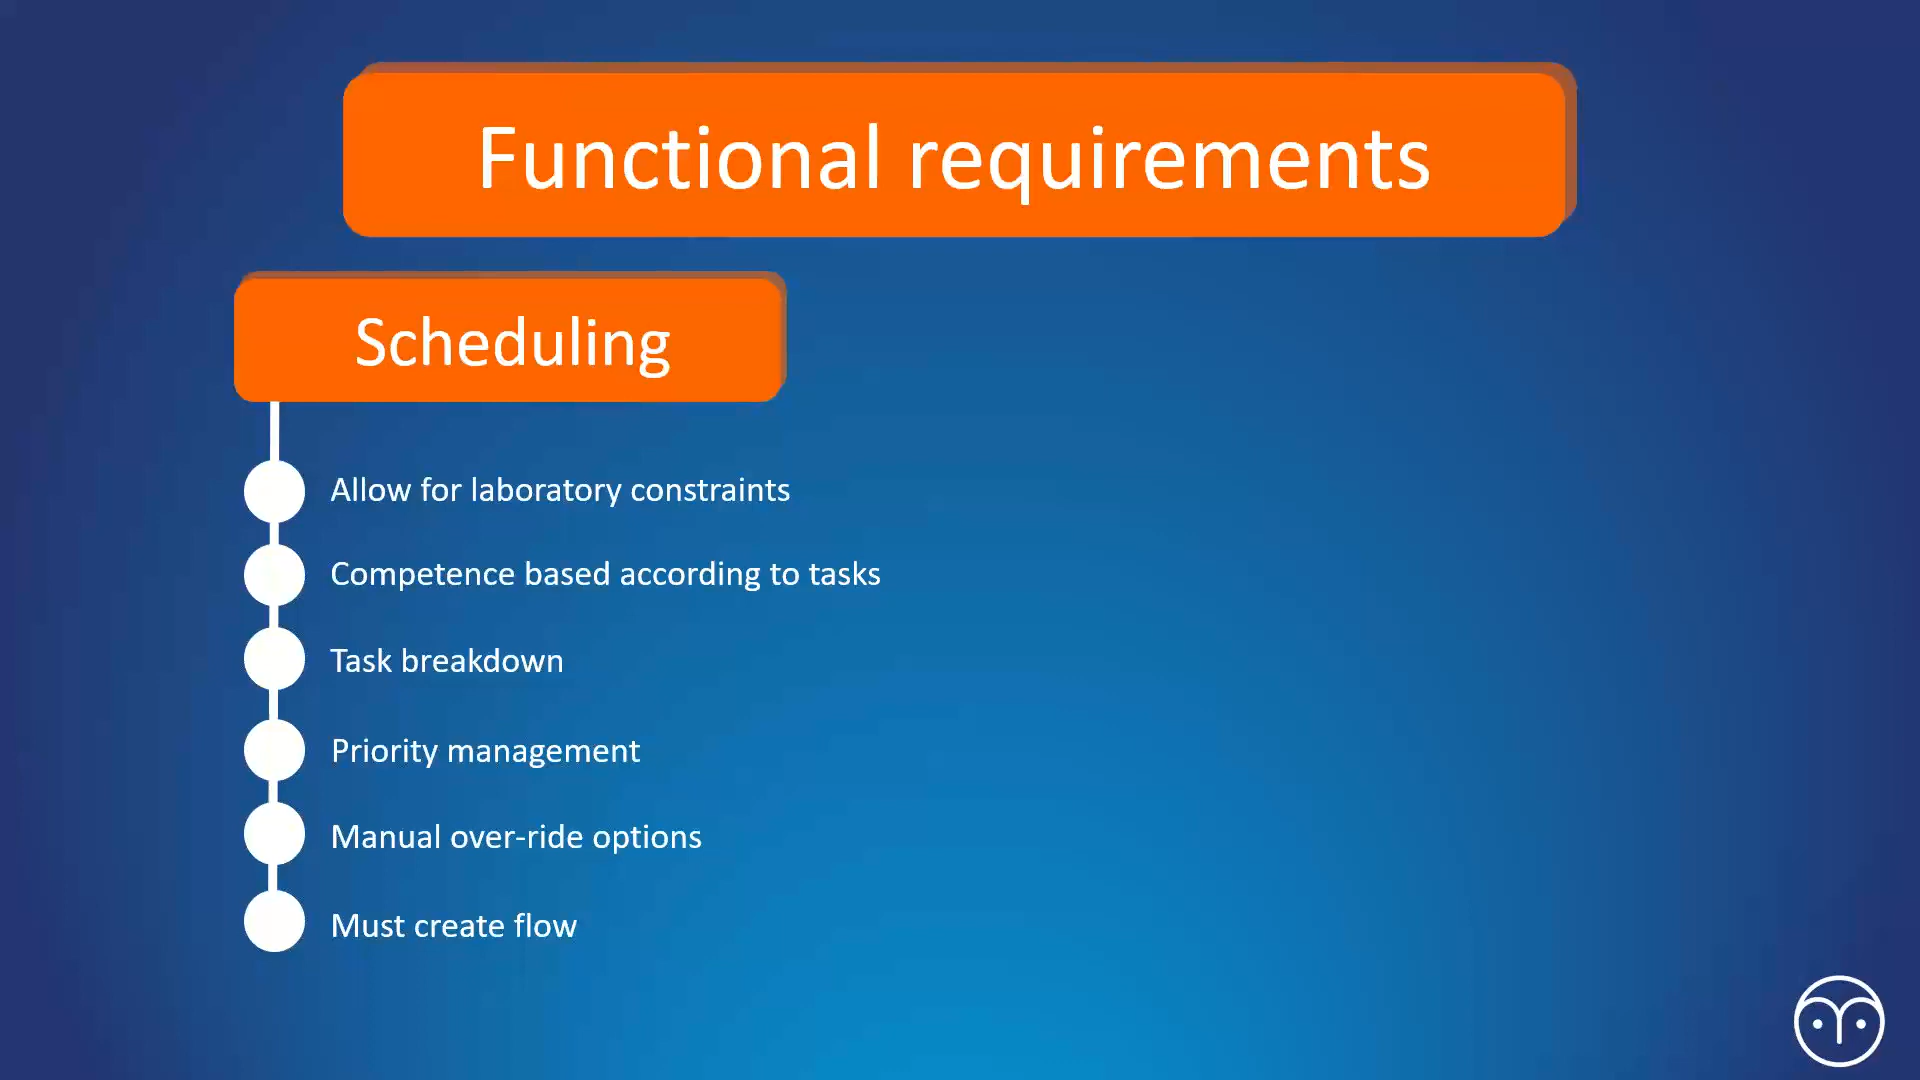 Functional requirements
Scheduling
Allow for laboratory constraints
Competence based according to tasks
Task breakdown
Priority management
Manual over-ride options
Must create flow